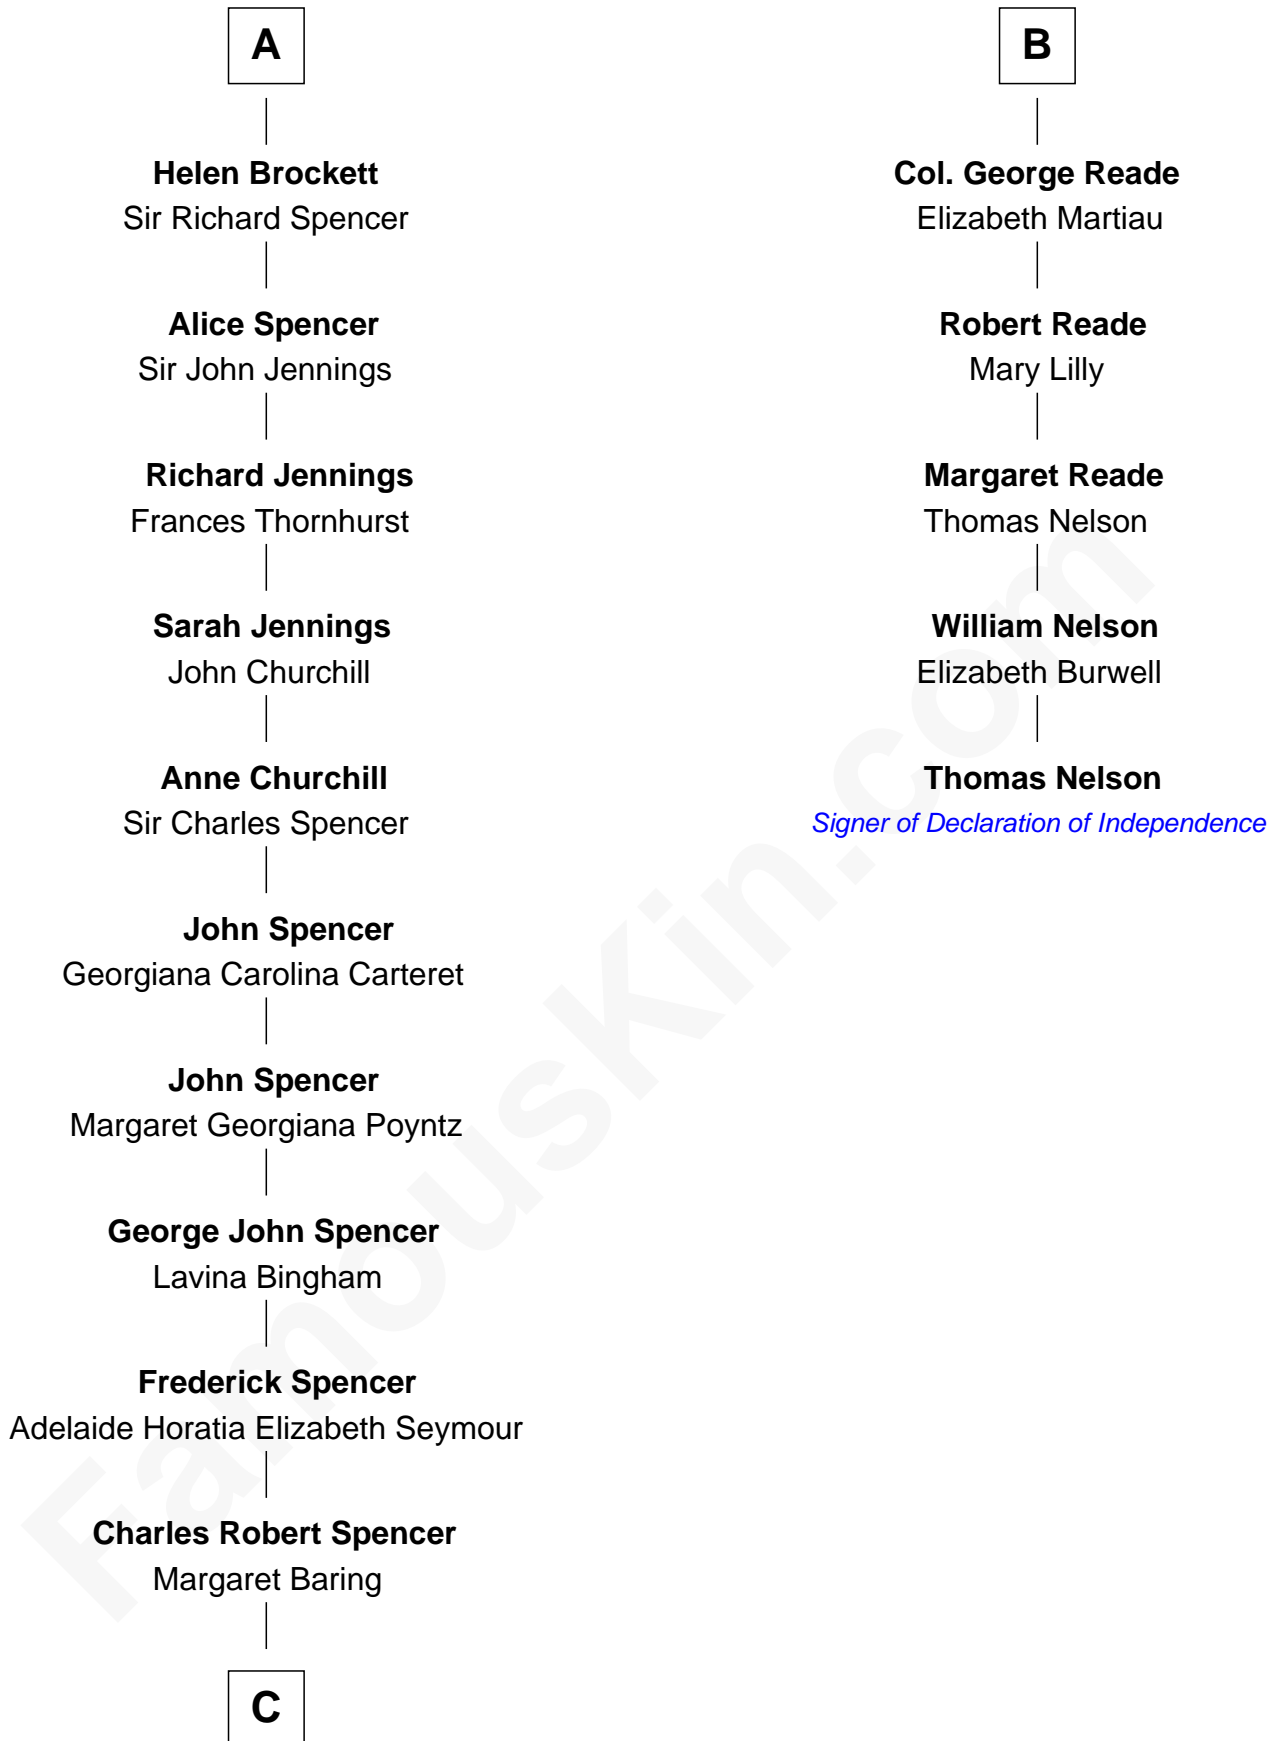 A
Helen Brockett
Sir Richard Spencer
Alice Spencer
Sir John Jennings
Richard Jennings
Frances Thornhurst
Sarah Jennings
John Churchill
Anne Churchill
Sir Charles Spencer
John Spencer
Georgiana Carolina Carteret
John Spencer
Margaret Georgiana Poyntz
George John Spencer
Lavina Bingham
Frederick Spencer
Adelaide Horatia Elizabeth Seymour
Charles Robert Spencer
Margaret Baring
C
B
Col. George Reade
Elizabeth Martiau
Robert Reade
Mary Lilly
Margaret Reade
Thomas Nelson
William Nelson
Elizabeth Burwell
Thomas Nelson
Signer of Declaration of Independence
FamousKin.com